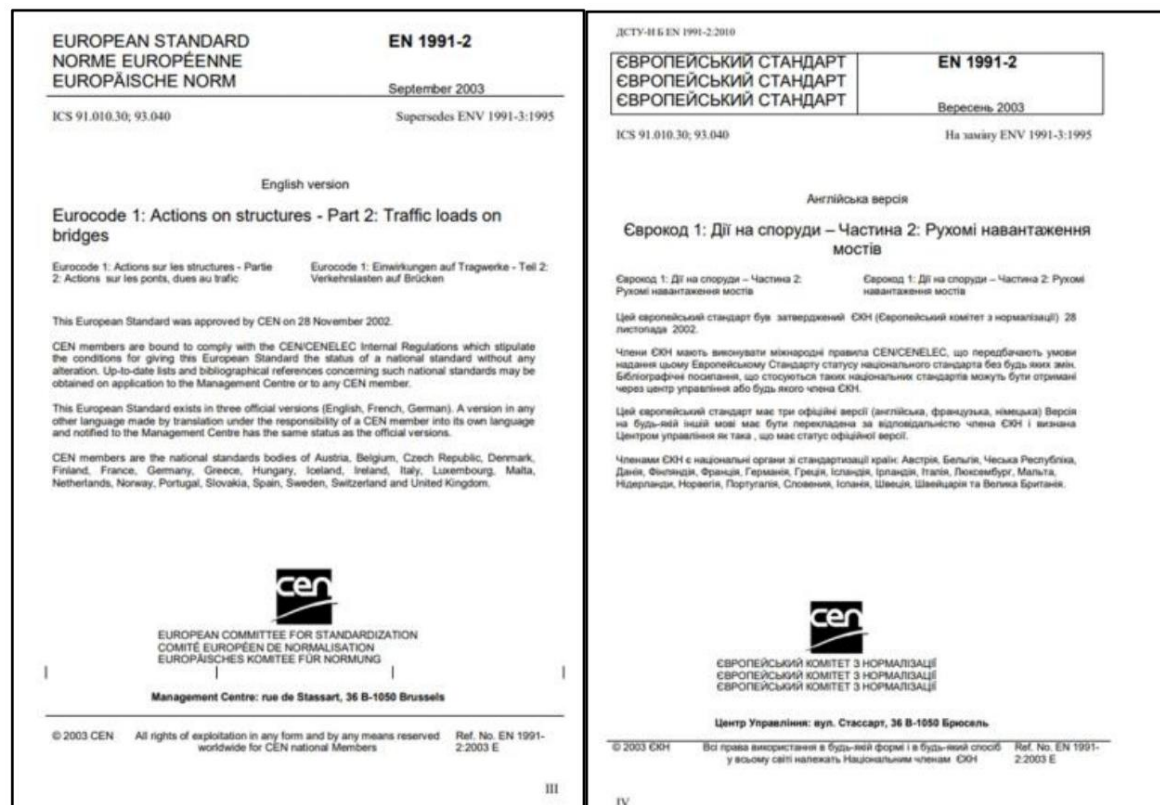 EUROPEAN STANDARD
NORME EUROPÉENNE
EUROPÄISCHE NORM
EN 1991-2
September 2003
ICS 91.010.30; 93.040
Supersedes ENV 1991-3:1995
English version
Eurocode 1: Actions on structures - Part 2: Traffic loads on
bridges
Eurocode 1: Actions sur les structures - Partie
2: Actions sur les ponts, dues au trafic
Eurocode 1: Einwirkungen auf Tragwerke - Teil 2:
Verkehrslasten auf Brücken
This European Standard was approved by CEN on 28 November 2002.
CEN members are bound to comply with the CEN/CENELEC Internal Regulations which stipulate
the conditions for giving this European Standard the status of a national standard without any
alteration. Up-to-date lists and bibliographical references concerning such national standards may be
obtained on application to the Management Centre or to any CEN member.
This European Standard exists in three official versions (English, French, German). A version in any
other language made by translation under the responsibility of a CEN member into its own language
and notified to the Management Centre has the same status as the official versions.
CEN members are the national standards bodies of Austria, Belgium, Czech Republic, Denmark,
Finland, France, Germany, Greece, Hungary, Iceland, Ireland, Italy, Luxembourg, Malta,
Netherlands, Norway, Portugal, Slovakia, Spain, Sweden, Switzerland and United Kingdom.
cen
EUROPEAN COMMITTEE FOR STANDARDIZATION
COMITÉ EUROPÉEN DE NORMALISATION
EUROPÄISCHES KOMITEE FÜR NORMUNG
Management Centre: rue de Stassart, 36 B-1050 Brussels
© 2003 CEN
All rights of exploitation in any form and by any means reserved
worldwide for CEN national Members
Ref. No. EN 1991-
2:2003 E
III
ДСТУ-Н Б EN 1991-2:2010
ЄВРОПЕЙСЬКИЙ СТАНДАРТ
ЄВРОПЕЙСЬКИЙ СТАНДАРТ
ЄВРОПЕЙСЬКИЙ СТАНДАРТ
EN 1991-2
Вересень 2003
ICS 91.010.30; 93.040
На заміну ENV 1991-3:1995
Англійська версія
Єврокод 1: Дії на споруди – Частина 2: Рухомі навантаження
мостів
Єврокод 1: Дії на споруди – Частина 2:
Рухомі навантаження мостів
Єврокод 1: Дії на споруди – Частина 2: Рухомі
навантаження мостів
Цей європейський стандарт був затверджений ЄКН (Європейський комітет з нормалізації) 28
листопада 2002.
Члени ЄКН мають виконувати міжнародні правила CEN/CENELEC, що передбачають умови
надання цьому Европейському Стандарту статусу національного стандарта без будь яких змін.
Бібліографічні посилання, що стосуються таких національних стандартів можуть бути отримані
через центр управління або будь якого члена ЄКН.
Цей європейський стандарт має три офіційні версії (англійська, французька, німецька) Версія
на будь-якій іншій мові має бути перекладена за відповідальністю члена ЄКН і визнана
Центром управління як така , що має статус офіційної версії.
Членами ЄКН є національні органи зі стандартизації країн: Австрія, Бельгія, Чеська Республіка,
Данія, Фінляндія, Франція, Германія, Греція, Ісландія, Ірландія, Італія, Люксембург, Мальта,
Нідерланди, Норвегія, Португалія, Словения, Іспанія, Швеція, Швейцарія та Велика Британія.
cen
ЄВРОПЕЙСЬКИЙ КОМІТЕТ З НОРМАЛІЗАЦІЇ
ЄВРОПЕЙСЬКИЙ КОМІТЕТ З НОРМАЛІЗАЦІЇ
ЄВРОПЕЙСЬКИЙ КОМІТЕТ З НОРМАЛІЗАЦІЇ
Центр Управління: вул. Стассарт, 36 В-1050 Брюсель
© 2003 ЄКН
Всі права використання в будь-якій формі і в будь-який спосіб
у всьому світі належать Національним членам ЄКН
Ref. No. EN 1991-
2:2003 E
IV